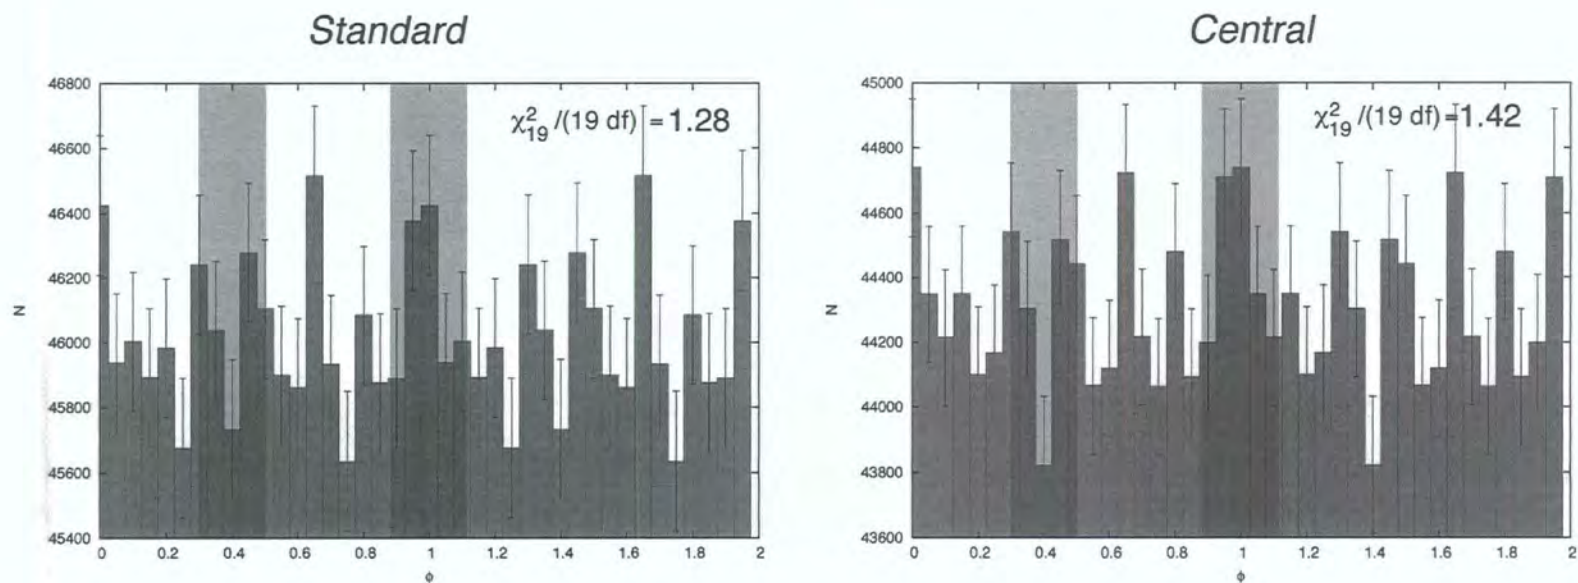 Standard
Central
46800
46600
46400
46200
46000
45800
45600
45400
N
χ²₁₉ /(19 df) = 1.28
0 0.2 0.4 0.6 0.8 1 1.2 1.4 1.6 1.8 2
ϕ
45000
44800
44600
44400
44200
44000
43800
43600
N
χ²₁₉ /(19 df)=1.42
0.2 0.4 0.6 0.8 1 1.2 1.4 1.6 1.8 2
ϕ